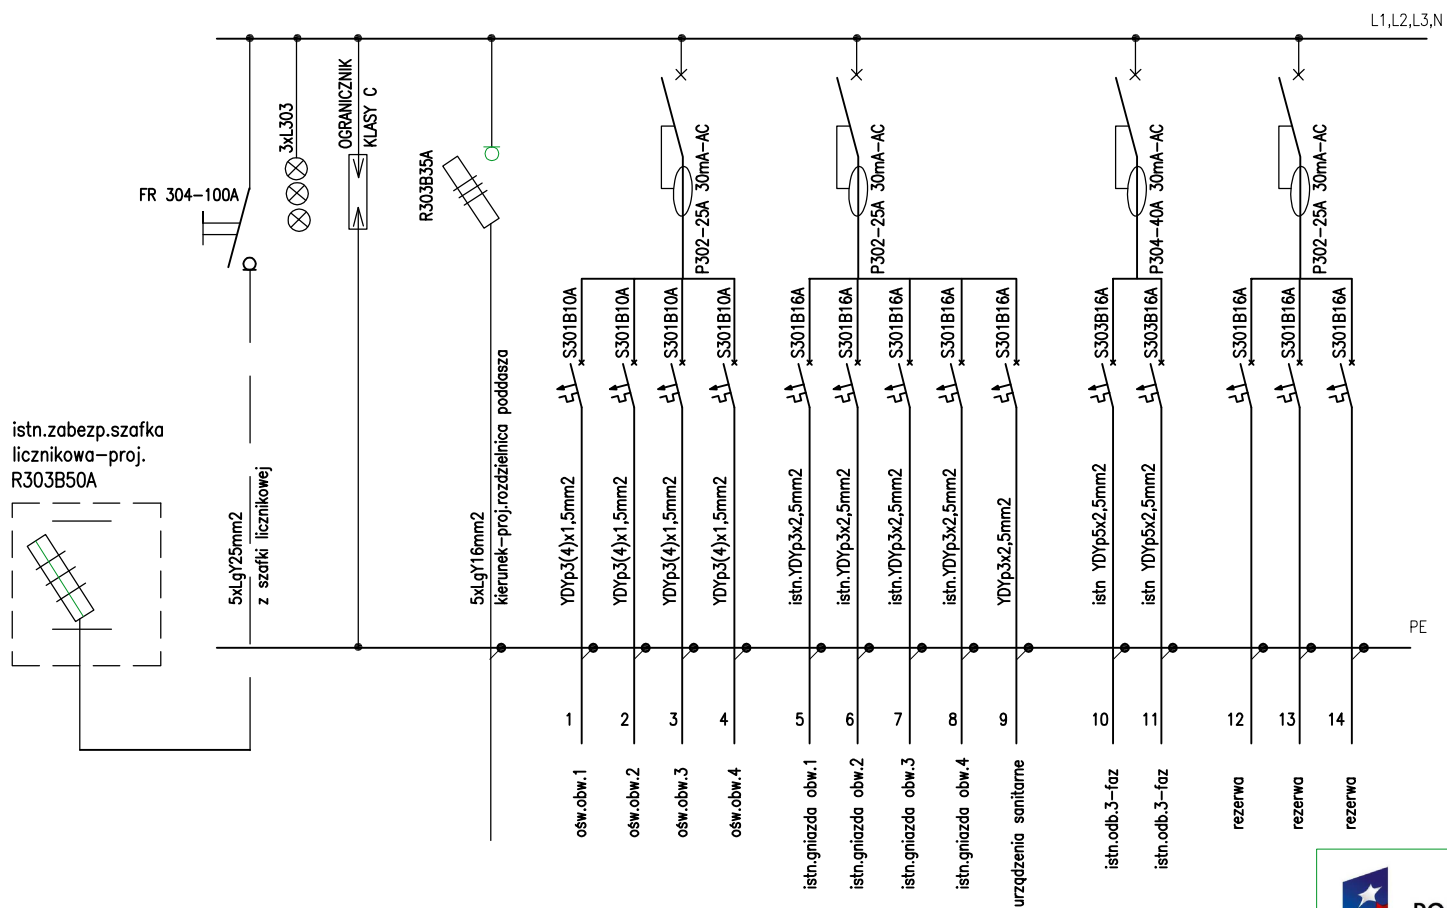 L1,L2,L3,N
FR 304-100A
3xL303
OGRANICZNIK
KLASY C
R303B35A
P302-25A 30mA-AC
P302-25A 30mA-AC
P304-40A 30mA-AC
P302-25A 30mA-AC
S301B10A
S301B10A
S301B10A
S301B10A
S301B16A
S301B16A
S301B16A
S301B16A
S301B16A
S303B16A
S303B16A
S301B16A
S301B16A
S301B16A
istn.zabezp.szafka
licznikowa-proj.
R303B50A
5xLgY25mm2
z szafki licznikowej
5xLgY16mm2
kierunek-proj.rozdzielnica poddasza
YDYp3(4)x1,5mm2
YDYp3(4)x1,5mm2
YDYp3(4)x1,5mm2
YDYp3(4)x1,5mm2
istn.YDYp3x2,5mm2
istn.YDYp3x2,5mm2
istn.YDYp3x2,5mm2
istn.YDYp3x2,5mm2
YDYp3x2,5mm2
istn YDYp5x2,5mm2
istn YDYp5x2,5mm2
PE
1
2
3
4
5
6
7
8
9
10
11
12
13
14
ośw.obw.1
ośw.obw.2
ośw.obw.3
ośw.obw.4
istn.gniazda obw.1
istn.gniazda obw.2
istn.gniazda obw.3
istn.gniazda obw.4
urządzenia sanitarne
istn.odb.3-faz
istn.odb.3-faz
rezerwa
rezerwa
rezerwa